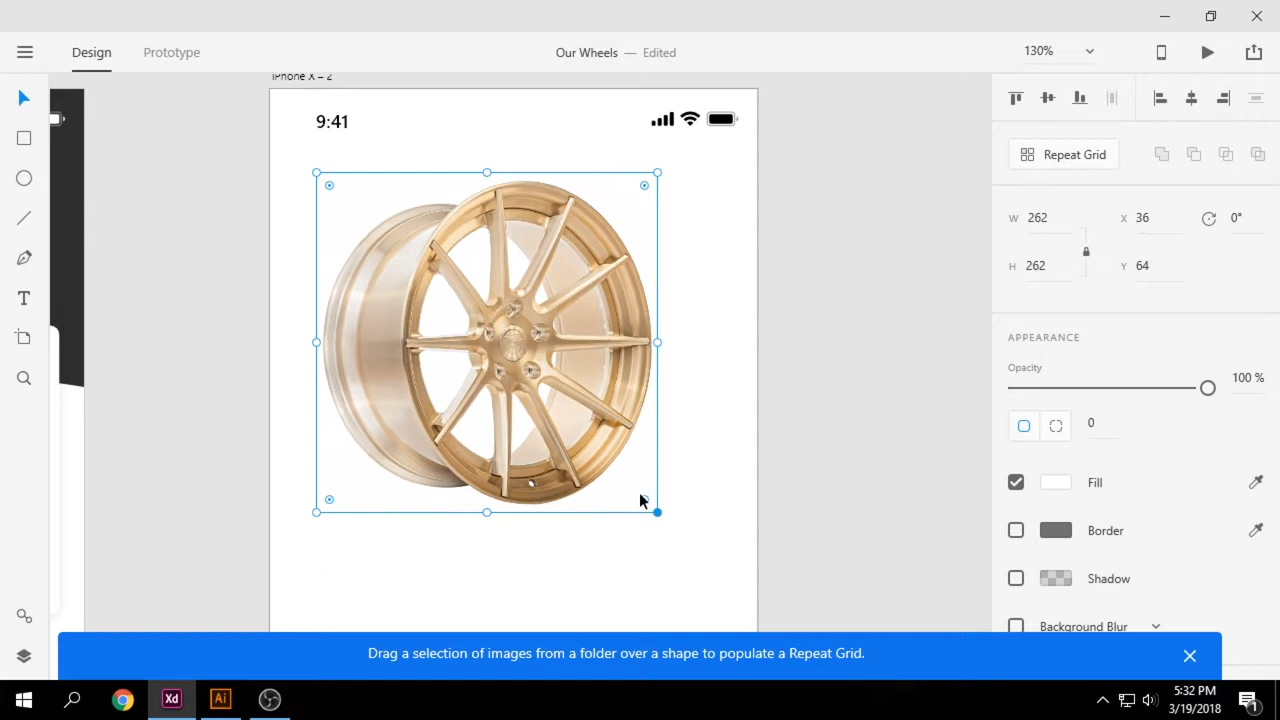 Design
Prototype
Our Wheels — Edited
130%
iPhone X – 2
9:41
Repeat Grid
W 262
X 36
0°
H 262
Y 64
APPEARANCE
Opacity
100 %
0
Fill
Border
Shadow
Background Blur
Drag a selection of images from a folder over a shape to populate a Repeat Grid.
Xd
Ai
5:32 PM
3/19/2018
1